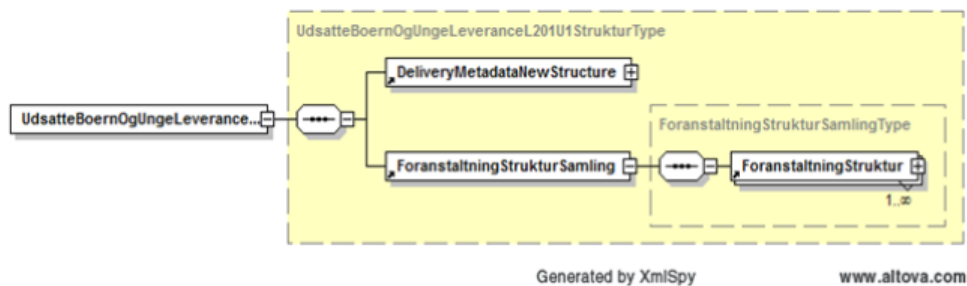 UdsatteBoernOgUngeLeveranceL201U1StrukturType
DeliveryMetadataNewStructure
UdsatteBoernOgUngeLeverance...
ForanstaltningStrukturSamlingType
ForanstaltningStrukturSamling
ForanstaltningStruktur
1..∞
Generated by XmlSpy
www.altova.com